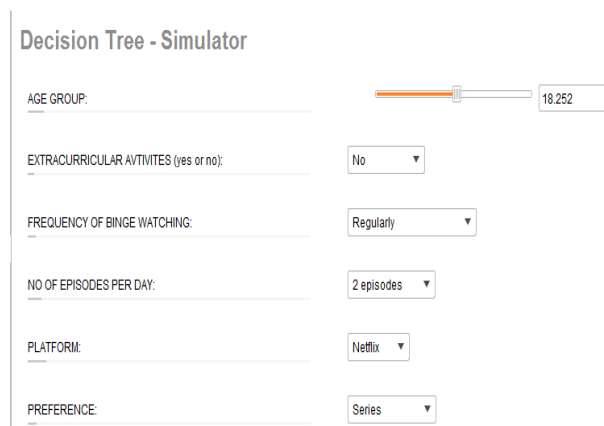 Decision Tree - Simulator
AGE GROUP: 18.252
EXTRACURRICULAR AVTIVITES (yes or no): No
FREQUENCY OF BINGE WATCHING: Regularly
NO OF EPISODES PER DAY: 2 episodes
PLATFORM: Netflix
PREFERENCE: Series